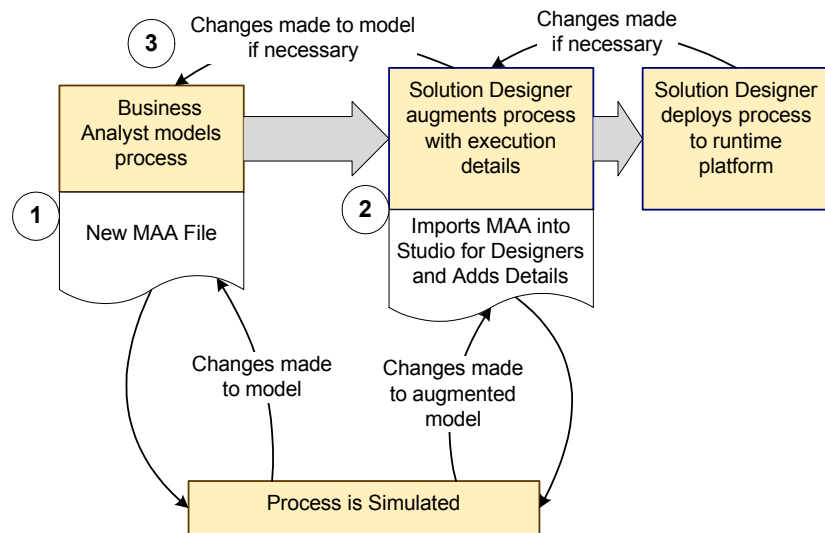 3
Changes made to model
if necessary
Changes made
if necessary
Business
Analyst models
process
Solution Designer
augments process
with execution
details
Solution Designer
deploys process
to runtime
platform
1
New MAA File
2
Imports MAA into
Studio for Designers
and Adds Details
Changes made
to model
Changes made
to augmented
model
Process is Simulated